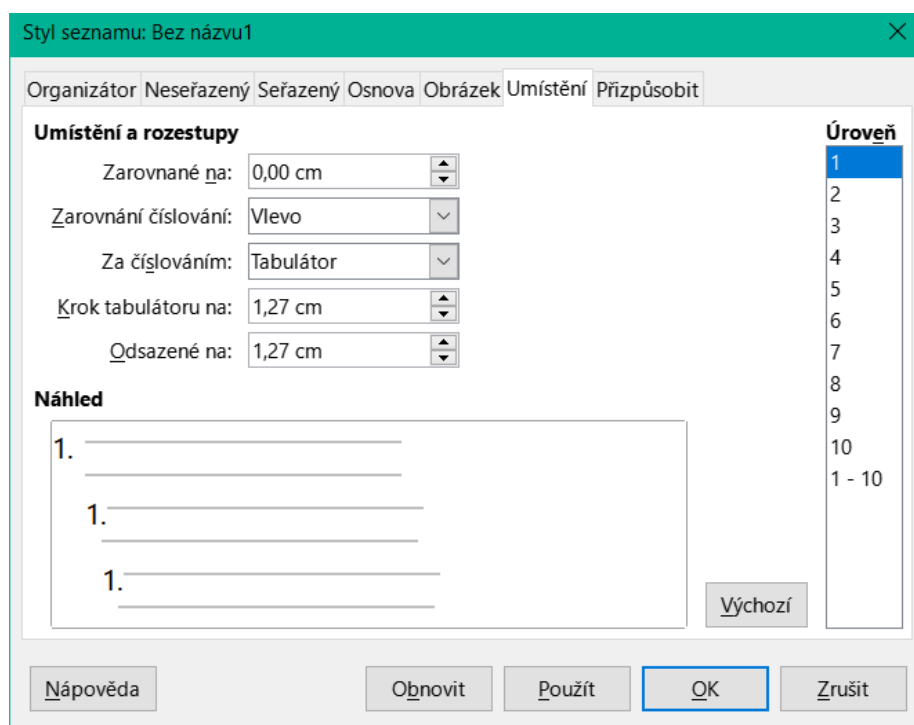 Styl seznamu: Bez názvu1
Organizátor Neseřazený Seřazený Osnova Obrázek Umístění Přizpůsobit
Umístění a rozestupy
Úroveň
Zarovnané na: 0,00 cm
Zarovnání číslování: Vlevo
Za číslováním: Tabulátor
Krok tabulátoru na: 1,27 cm
Odsazené na: 1,27 cm
1
2
3
4
5
6
7
8
9
10
1 - 10
Náhled
1.
1.
1.
Výchozí
Nápověda Obnovit Použít OK Zrušit